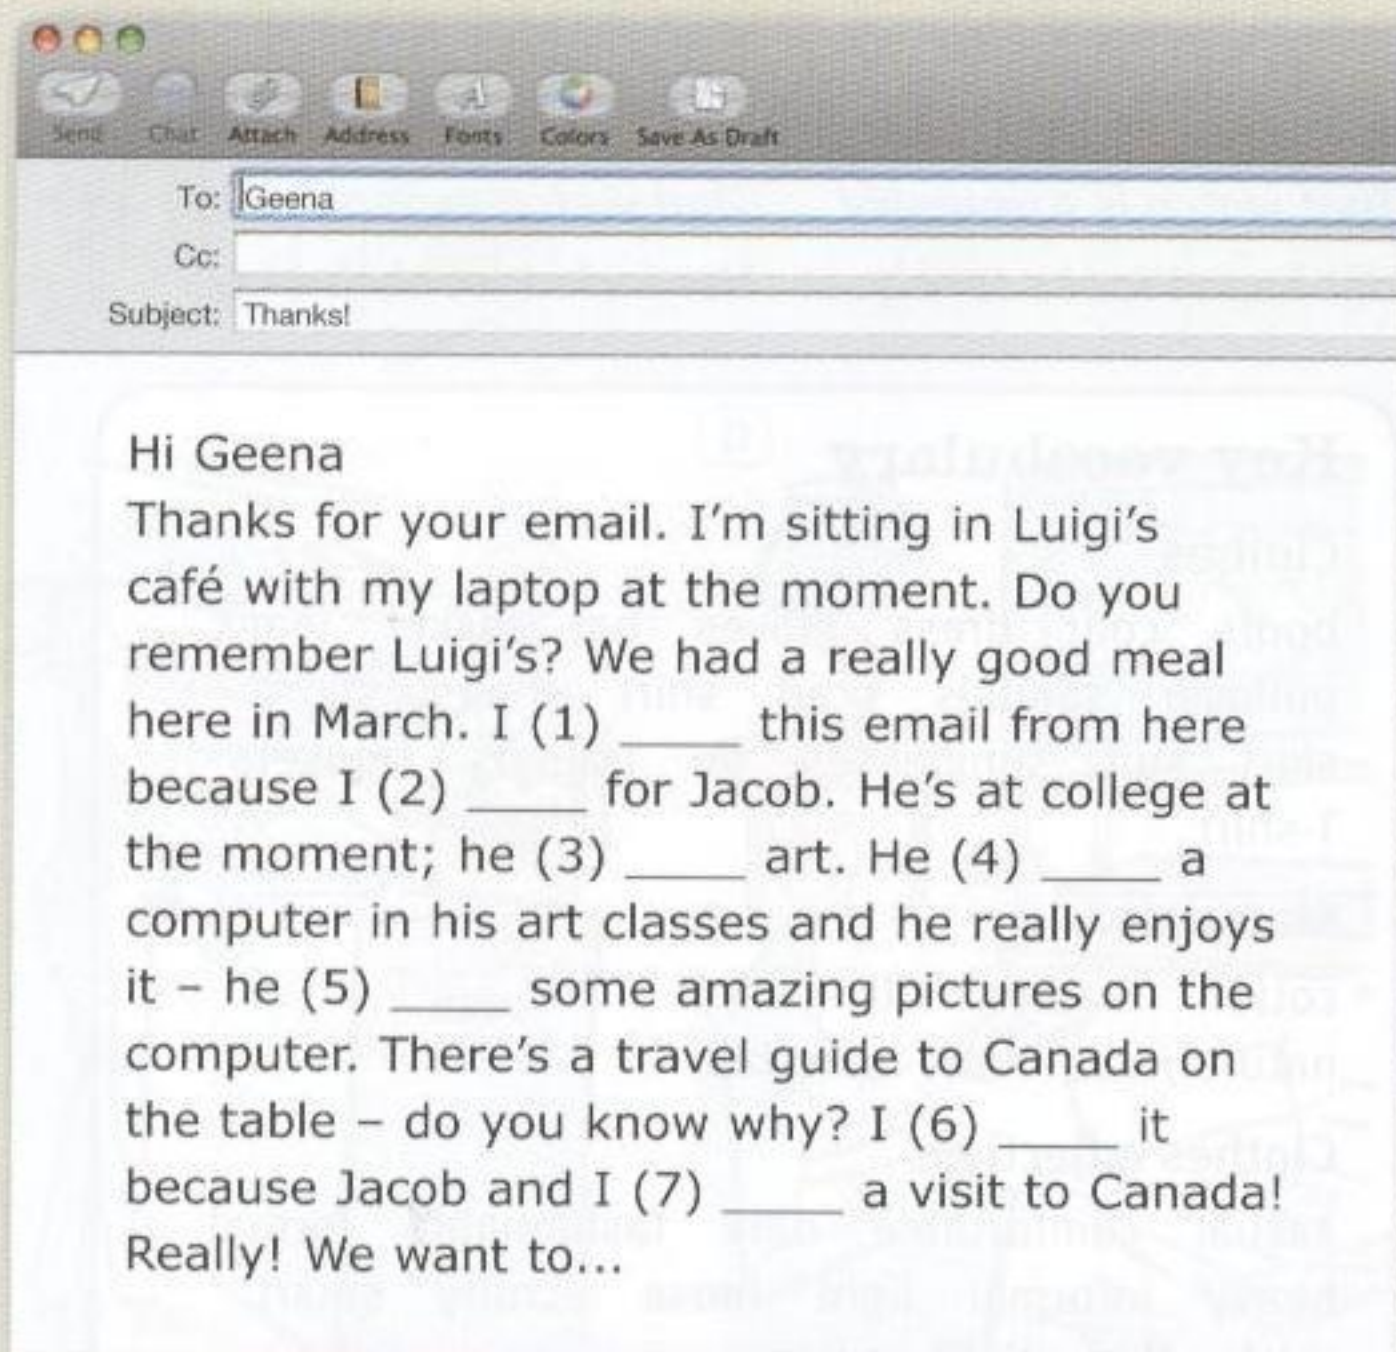 Send Chat Attach Address Fonts Colors Save As Draft
To: Geena
Cc:
Subject: Thanks!
Hi Geena
Thanks for your email. I'm sitting in Luigi's
café with my laptop at the moment. Do you
remember Luigi's? We had a really good meal
here in March. I (1) _____ this email from here
because I (2) _____ for Jacob. He's at college at
the moment; he (3) _____ art. He (4) _____ a
computer in his art classes and he really enjoys
it – he (5) _____ some amazing pictures on the
computer. There's a travel guide to Canada on
the table – do you know why? I (6) _____ it
because Jacob and I (7) _____ a visit to Canada!
Really! We want to...